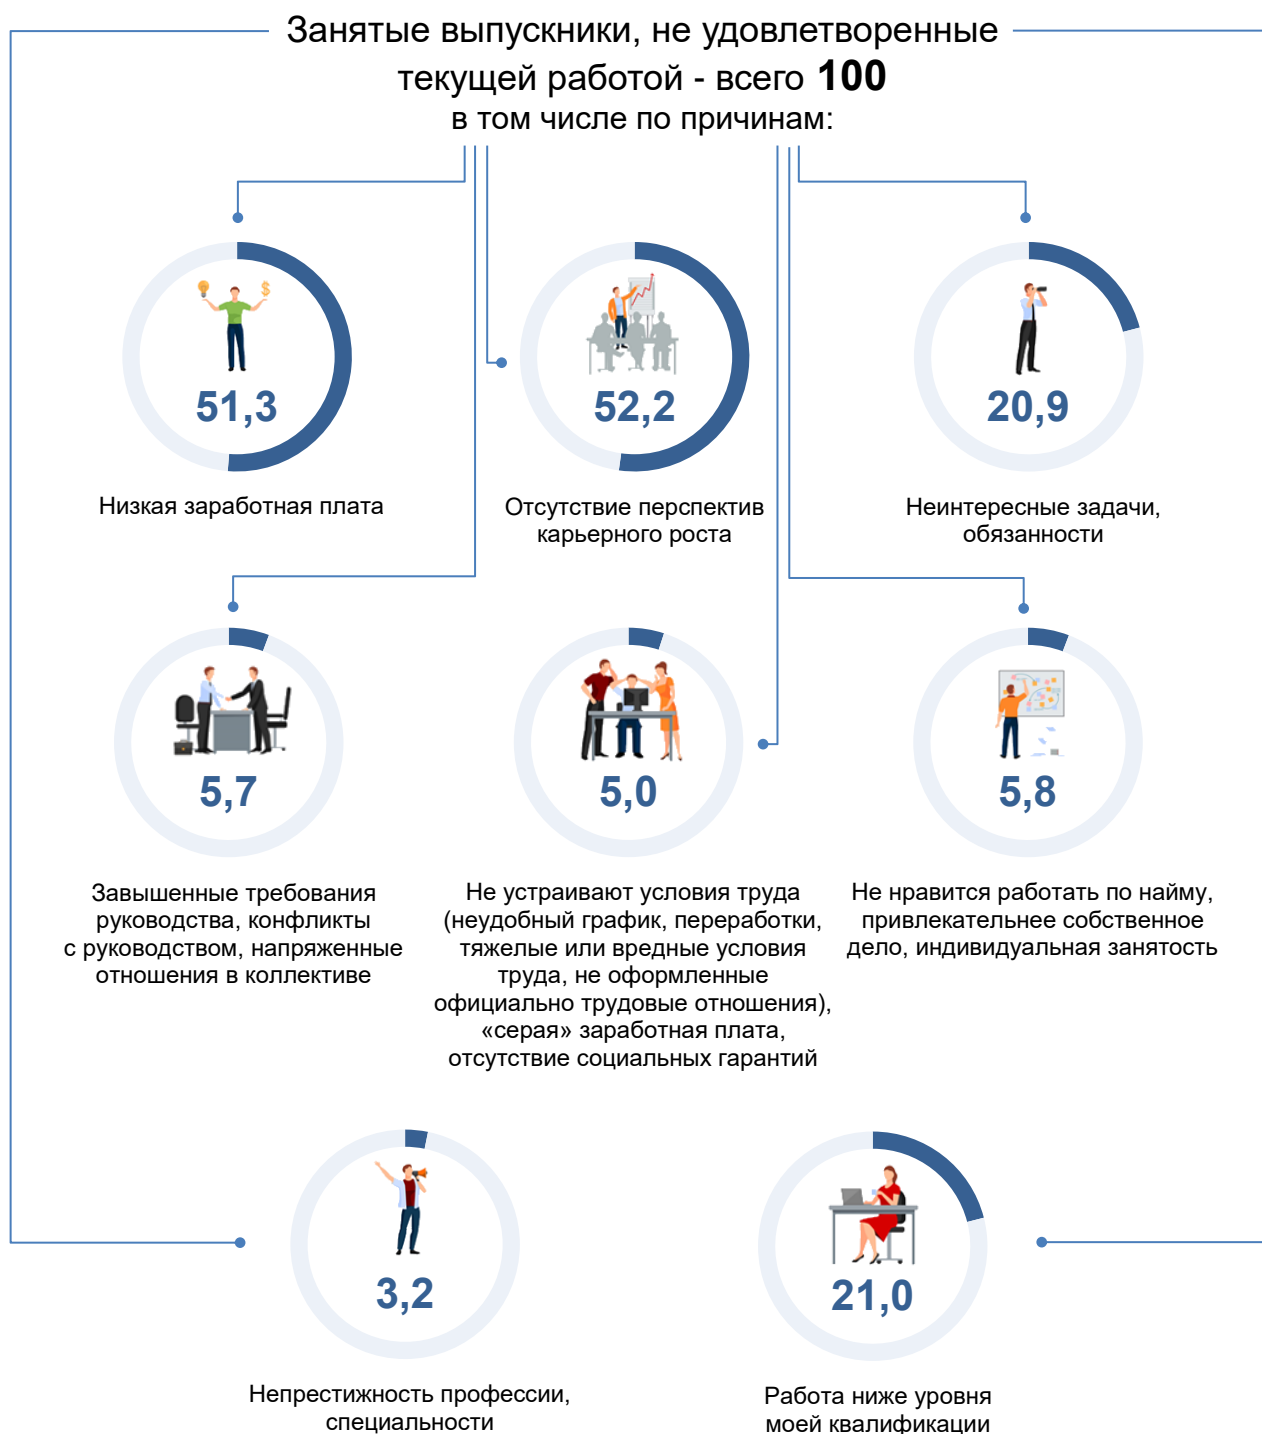 Занятые выпускники, не удовлетворенные
текущей работой - всего 100
в том числе по причинам:
51,3
Низкая заработная плата
52,2
Отсутствие перспектив
карьерного роста
20,9
Неинтересные задачи,
обязанности
5,7
Завышенные требования
руководства, конфликты
с руководством, напряженные
отношения в коллективе
5,0
Не устраивают условия труда
(неудобный график, переработки,
тяжелые или вредные условия
труда, не оформленные
официально трудовые отношения),
«серая» заработная плата,
отсутствие социальных гарантий
5,8
Не нравится работать по найму,
привлекательнее собственное
дело, индивидуальная занятость
3,2
Непрестижность профессии,
специальности
21,0
Работа ниже уровня
моей квалификации